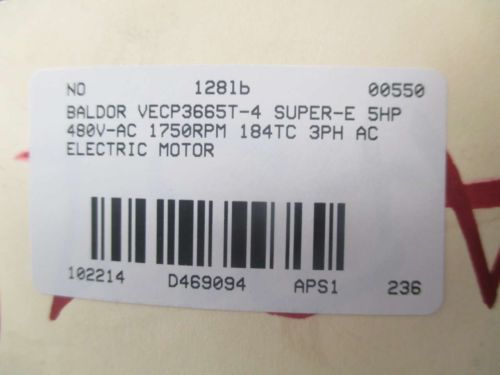 NO 128lb 00550
BALDOR VECP3665T-4 SUPER-E 5HP
480V-AC 1750RPM 184TC 3PH AC
ELECTRIC MOTOR
102214 D469094 APS1 236